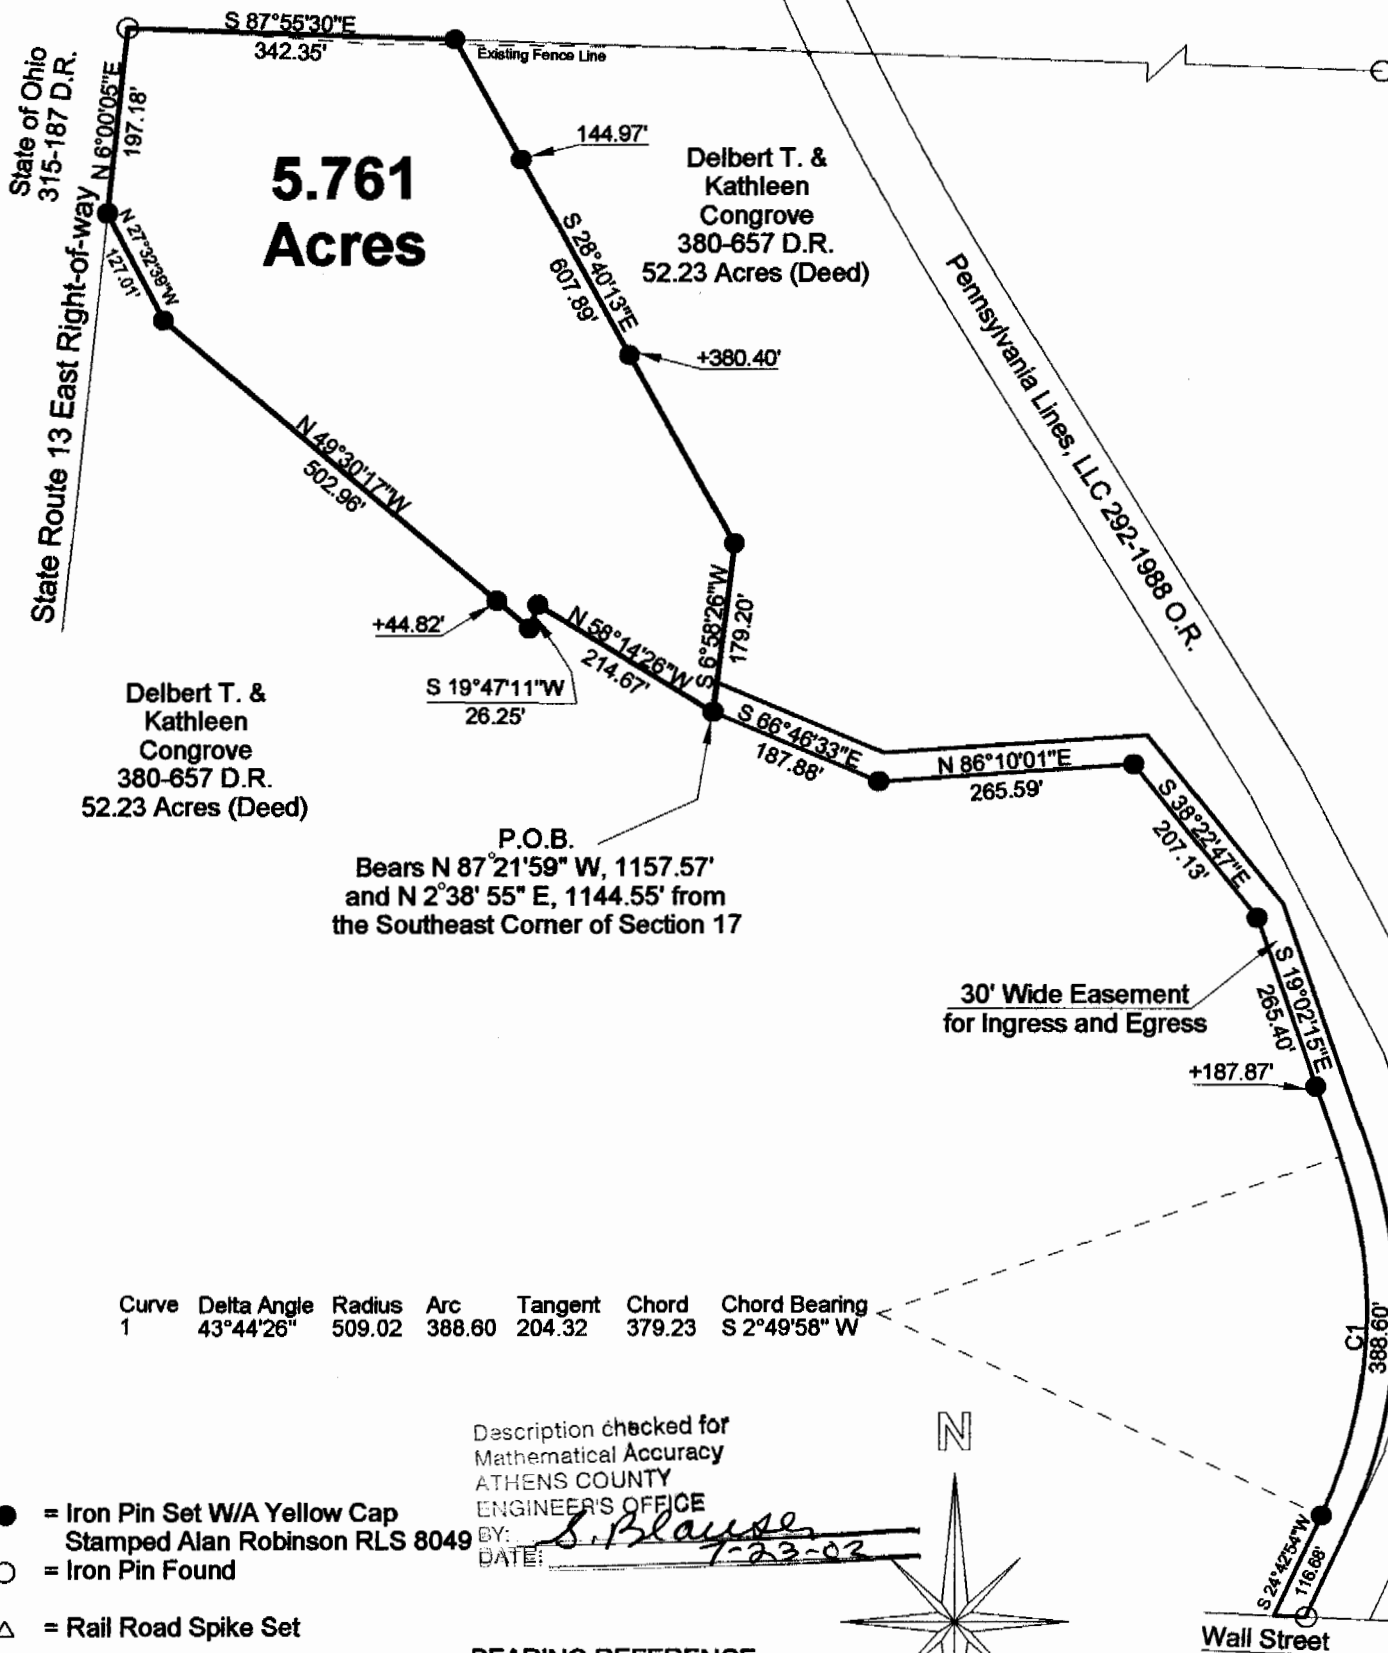 S 87°55'30"E
342.35'
Existing Fence Line
State of Ohio
315-187 D.R.
N 6°00'05"E
197.18'
5.761
Acres
144.97'
Delbert T. &
Kathleen
Congrove
380-657 D.R.
52.23 Acres (Deed)
N 27°32'39"W
127.01'
S 28°40'13"E
607.89'
+380.40'
State Route 13 East Right-of-way
Pennsylvania Lines, LLC 292-1988 O.R.
N 49°30'17"W
502.96'
+44.82'
S 19°47'11"W
26.25'
N 58°14'26"W
214.67'
S 6°58'26"W
179.20'
Delbert T. &
Kathleen
Congrove
380-657 D.R.
52.23 Acres (Deed)
S 66°46'33"E
187.88'
N 86°10'01"E
265.59'
S 38°22'47"E
207.13'
P.O.B.
Bears N 87°21'59" W, 1157.57'
and N 2°38' 55" E, 1144.55' from
the Southeast Corner of Section 17
30' Wide Easement
for Ingress and Egress
S 19°02'15"E
265.40'
+187.87'
Curve Delta Angle Radius Arc Tangent Chord Chord Bearing
1 43°44'26" 509.02 388.60 204.32 379.23 S 2°49'58" W
C1
388.60'
Description checked for
Mathematical Accuracy
ATHENS COUNTY
ENGINEER'S OFFICE
BY: S. Blauser
DATE: 7-23-02
N
= Iron Pin Set W/A Yellow Cap
Stamped Alan Robinson RLS 8049
= Iron Pin Found
= Rail Road Spike Set
S 24°42'54"W
116.68'
Wall Street
BEARING REFERENCE